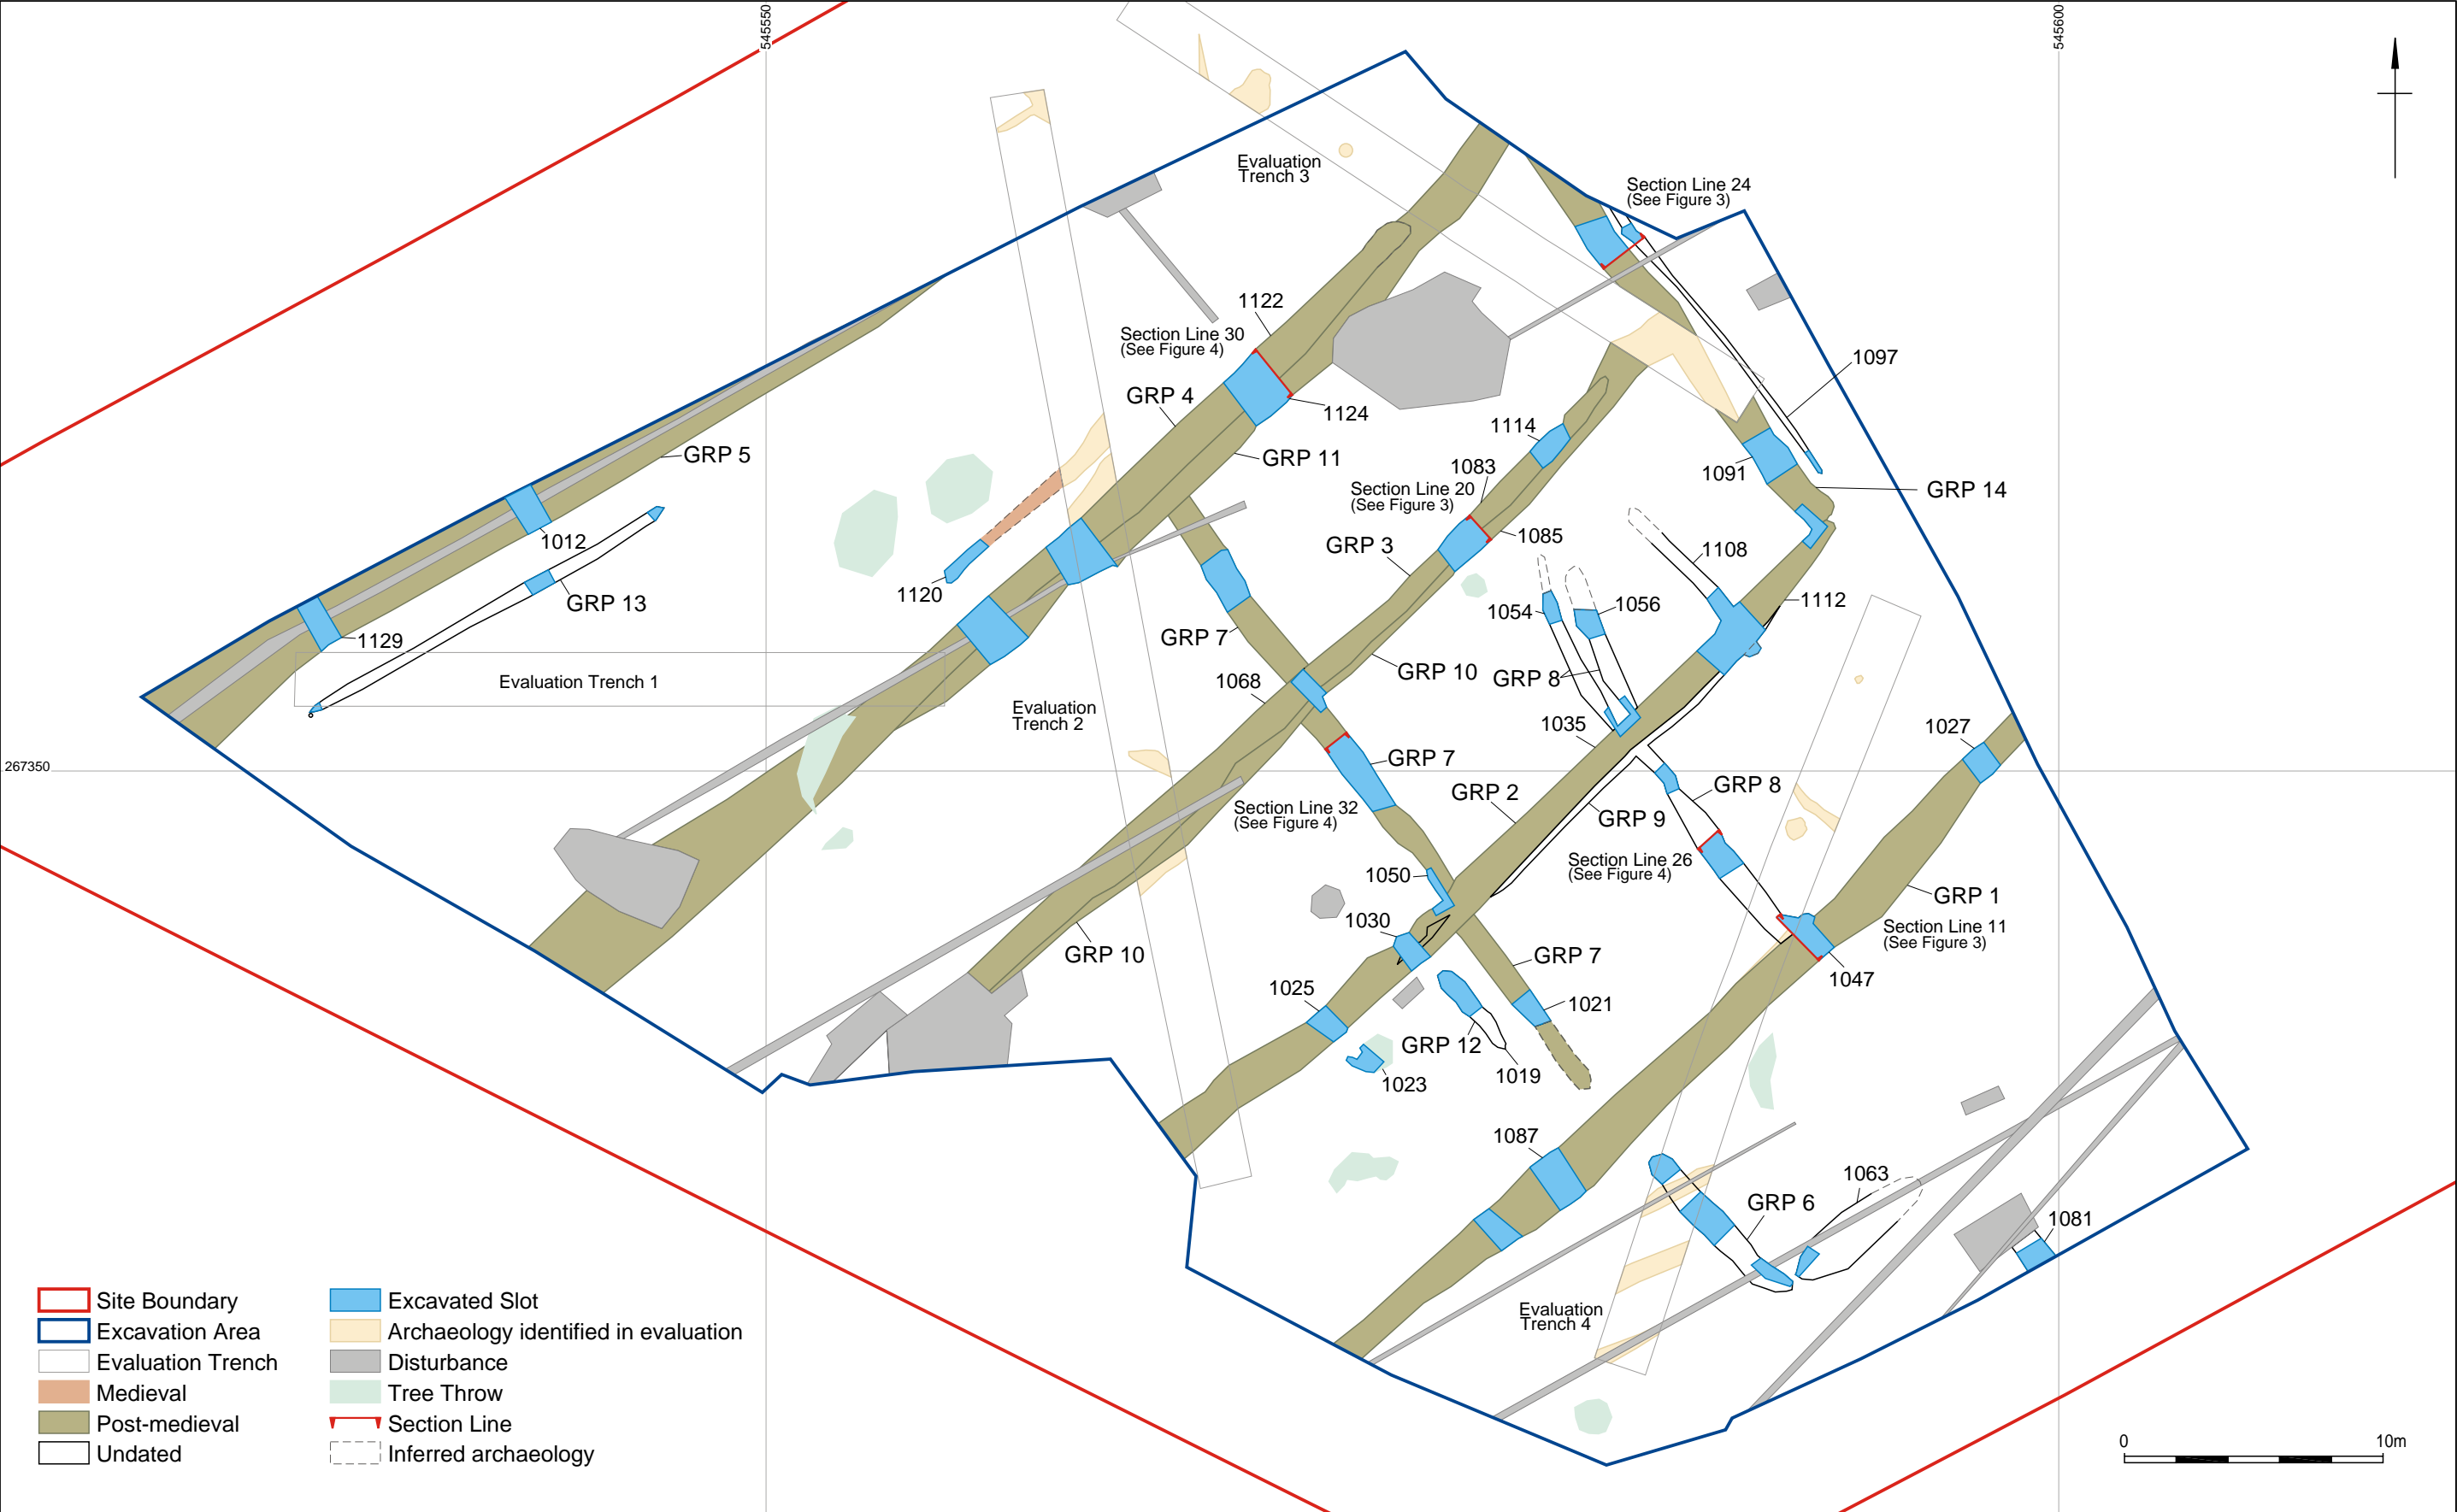 545550
545600
Evaluation
Trench 3
Section Line 24
(See Figure 3)
1122
Section Line 30
(See Figure 4)
1097
GRP 4
1124
1114
GRP 5
GRP 11
1083
1091
Section Line 20
(See Figure 3)
GRP 14
1012
GRP 3
1085
1108
1120
GRP 13
1054
1056
1112
1129
GRP 7
Evaluation Trench 1
1068
GRP 10
GRP 8
Evaluation
Trench 2
1035
1027
267350
GRP 7
GRP 2
GRP 8
Section Line 32
(See Figure 4)
GRP 9
Section Line 26
(See Figure 4)
1050
GRP 1
1030
Section Line 11
(See Figure 3)
GRP 10
GRP 7
1047
1025
1021
GRP 12
1023
1019
1087
1063
GRP 6
1081
Evaluation
Trench 4
Site Boundary
Excavation Area
Evaluation Trench
Medieval
Post-medieval
Undated
Excavated Slot
Archaeology identified in evaluation
Disturbance
Tree Throw
Section Line
Inferred archaeology
0
10m